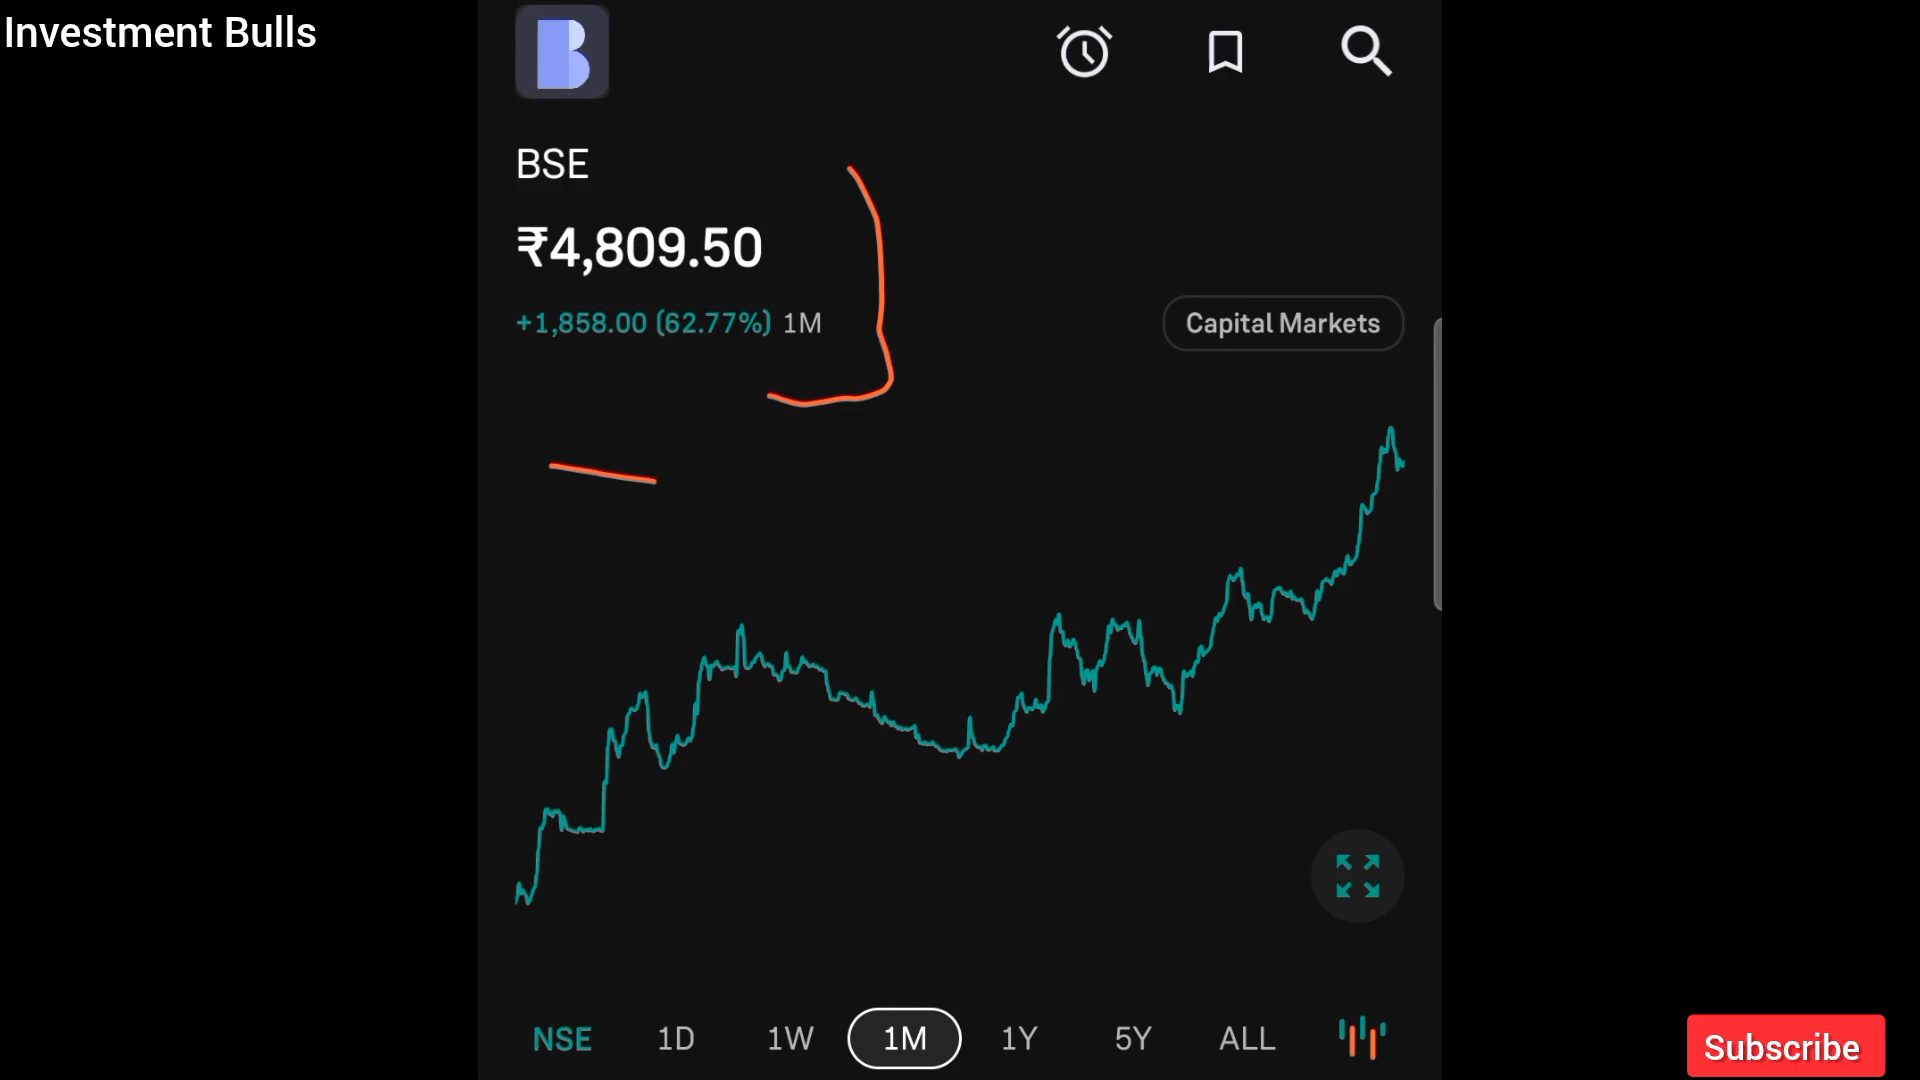 Investment Bulls
B
BSE
₹4,809.50
+1,858.00 (62.77%) 1M
Capital Markets
NSE 1D 1W 1M 1Y 5Y ALL
Subscribe